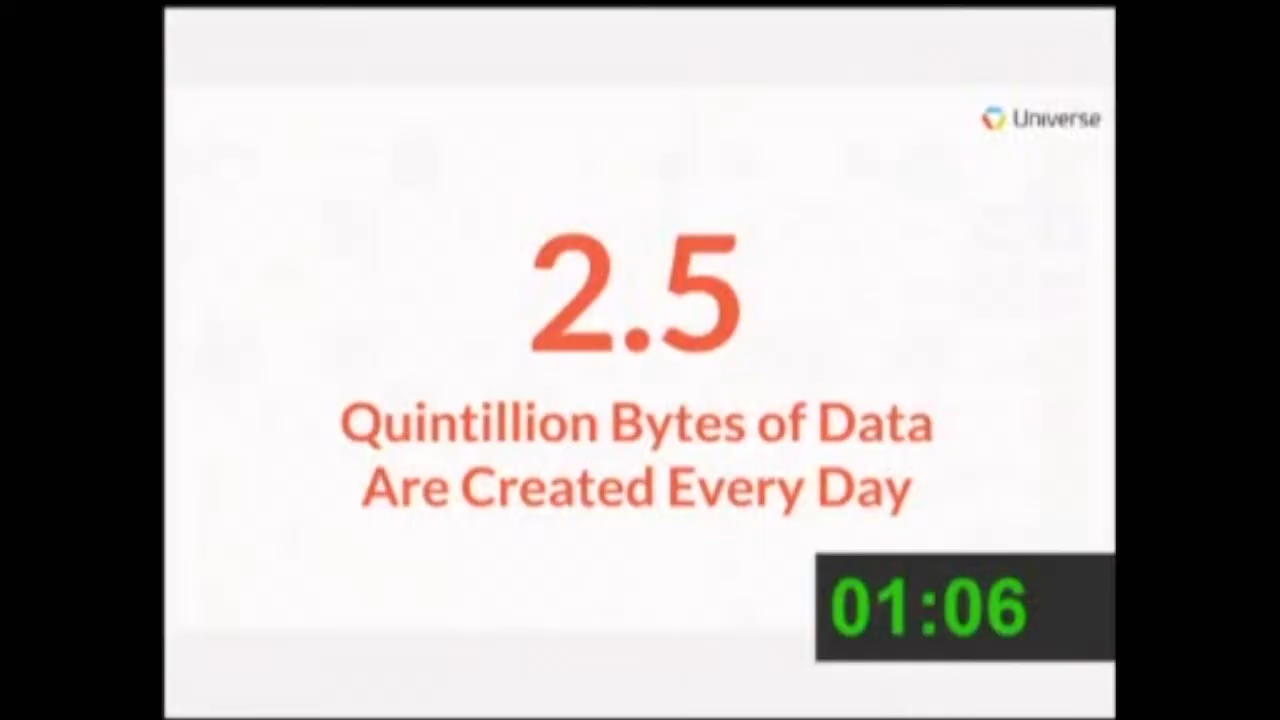 Universe
2.5
Quintillion Bytes of Data
Are Created Every Day
01:06